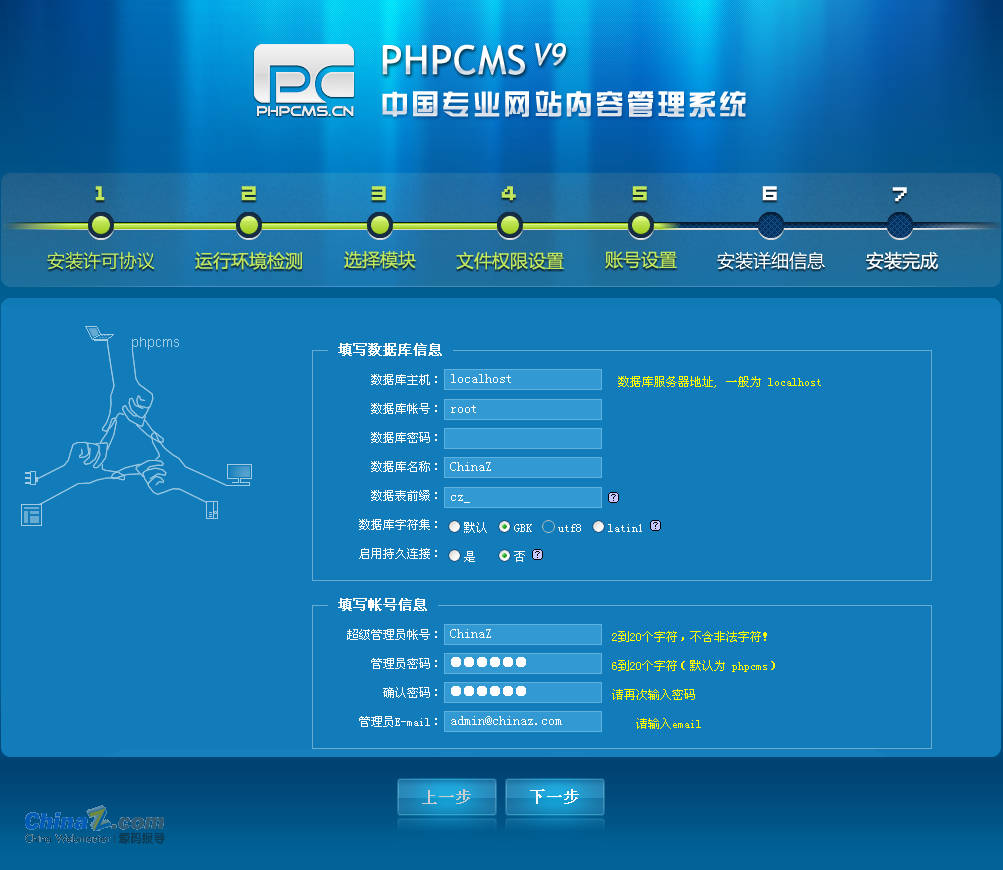 PHPCMS V9
PC
PHPCMS.CN
中国专业网站内容管理系统
1 2 3 4 5 6 7
安装许可协议 运行环境检测 选择模块 文件权限设置 账号设置 安装详细信息 安装完成
phpcms
填写数据库信息
数据库主机： localhost 数据库服务器地址, 一般为 localhost
数据库帐号： root
数据库密码：
数据库名称： ChinaZ
数据表前缀： cz_ ?
数据库字符集： 默认 GBK utf8 latin1 ?
启用持久连接： 是 否 ?
填写帐号信息
超级管理员帐号： ChinaZ 2到20个字符，不含非法字符！
管理员密码： ●●●●●● 6到20个字符（默认为 phpcms）
确认密码： ●●●●●● 请再次输入密码
管理员E-mail： admin@chinaz.com 请输入email
上一步 下一步
ChinaZ.com